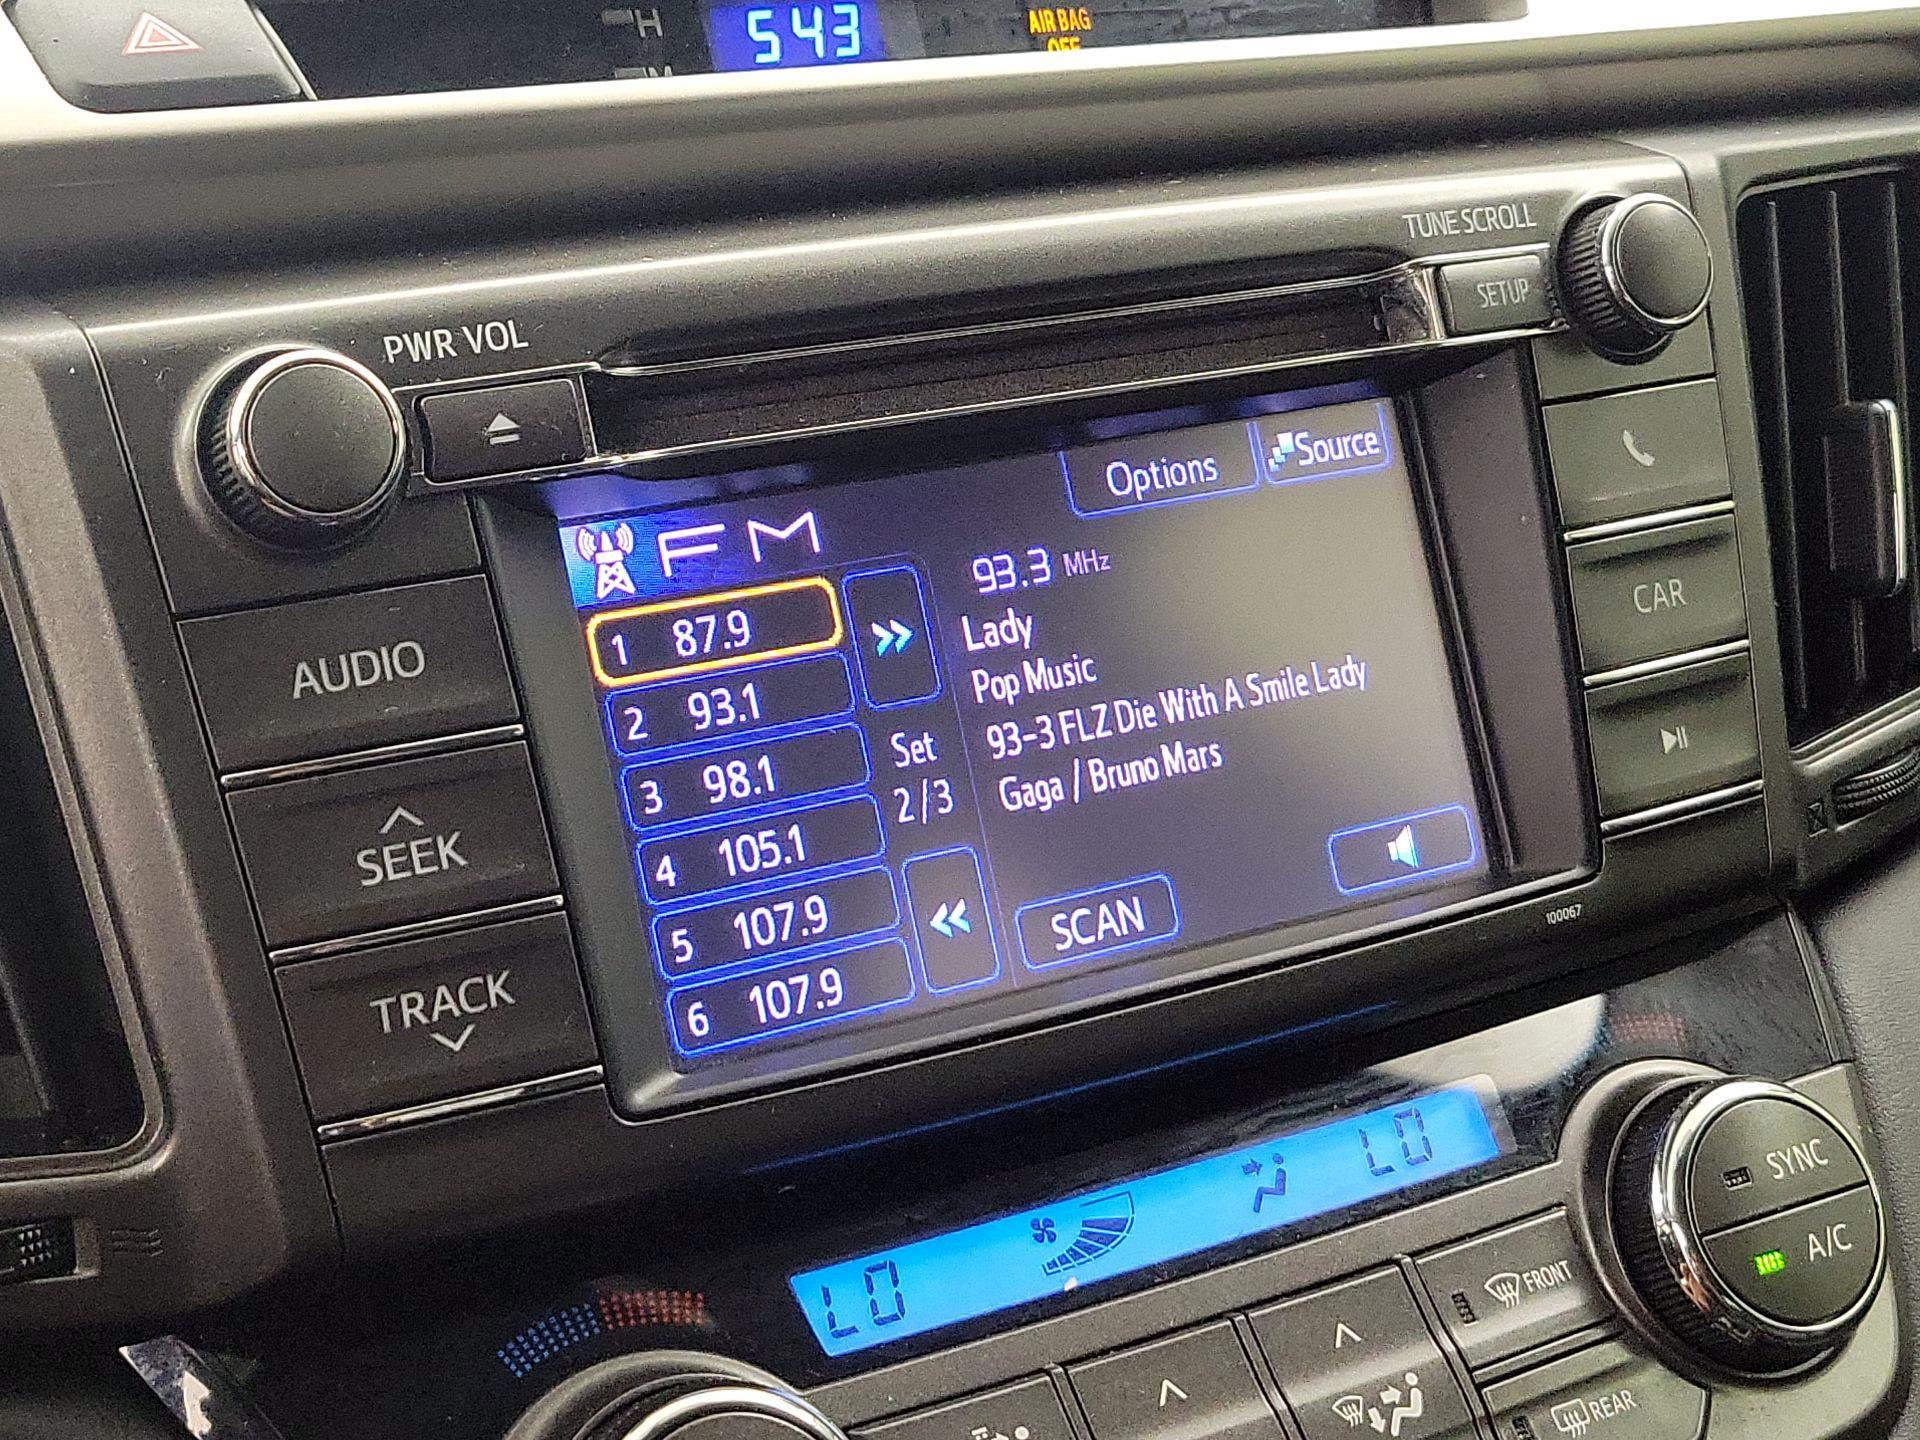 H
543
AIR BAG
OFF
M
TUNE SCROLL
PWR VOL
SETUP
Options
Source
FM
93.3 MHz
1 87.9
Lady
CAR
AUDIO
2 93.1
Pop Music
93-3 FLZ Die With A Smile Lady
Gaga / Bruno Mars
3 98.1
Set
2/3
SEEK
4 105.1
5 107.9
SCAN
100067
TRACK
6 107.9
LO
LO
SYNC
A/C
FRONT
REAR